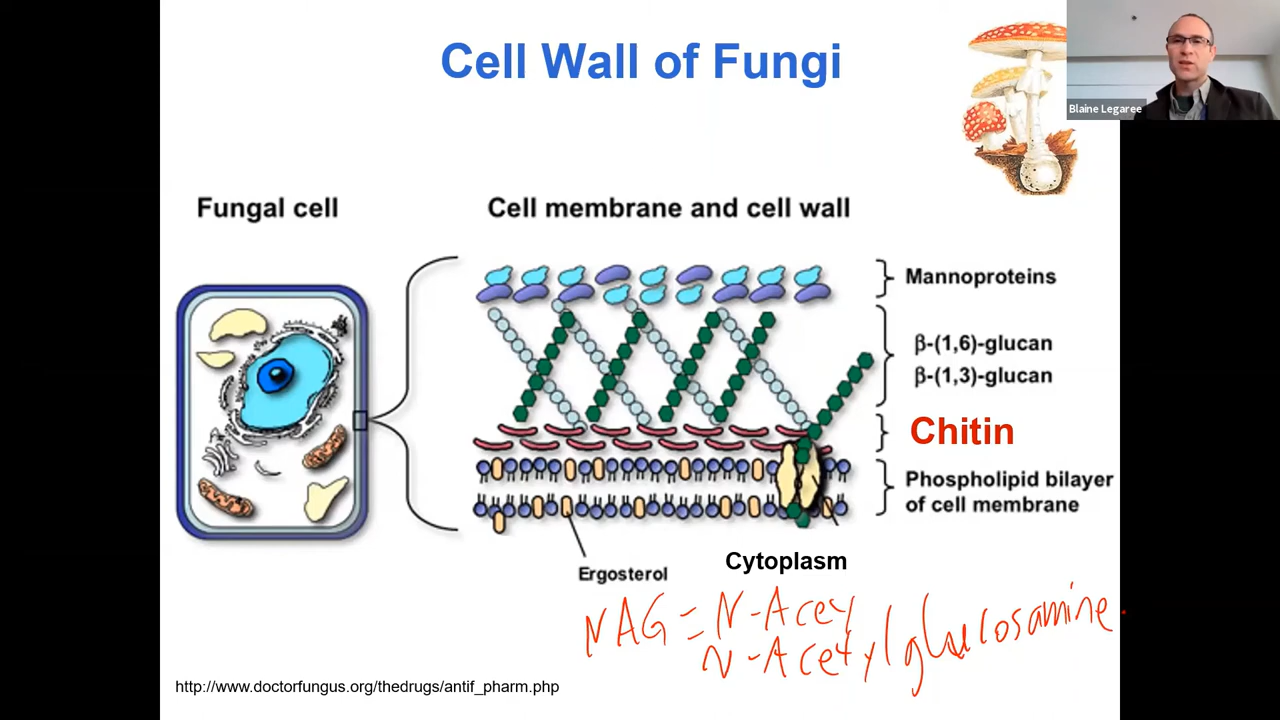 Cell Wall of Fungi
Blaine Legaree
Fungal cell
Cell membrane and cell wall
Mannoproteins
β-(1,6)-glucan
β-(1,3)-glucan
Chitin
Phospholipid bilayer
of cell membrane
Ergosterol
Cytoplasm
NAG = N-Acey
N-Acetylglucosamine
http://www.doctorfungus.org/thedrugs/antif_pharm.php